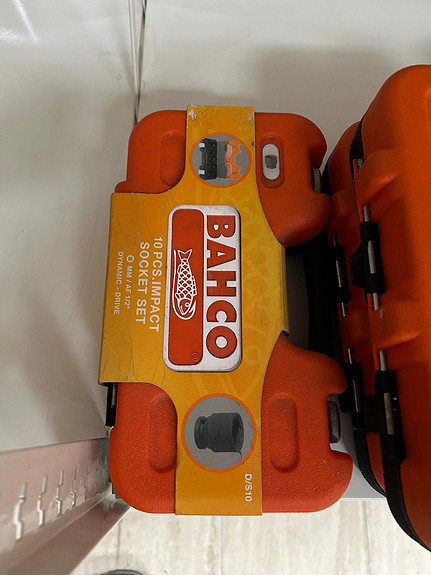 BAHCO
®
10 PCS. IMPACT
SOCKET SET
MM / AF 1/2"
DYNAMIC - DRIVE
D/S10